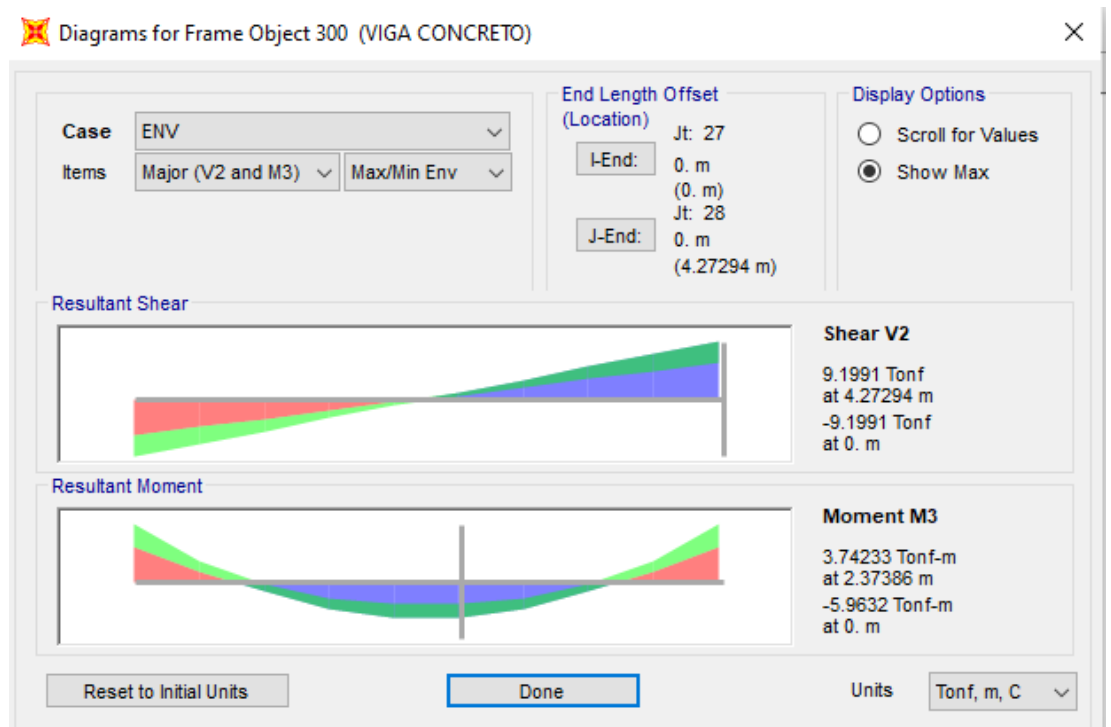 Diagrams for Frame Object 300 (VIGA CONCRETO)
Case ENV
Items Major (V2 and M3) Max/Min Env
End Length Offset
(Location)
I-End:
Jt: 27
0. m
(0. m)
J-End:
Jt: 28
0. m
(4.27294 m)
Display Options
Scroll for Values
Show Max
Resultant Shear
Shear V2
9.1991 Tonf
at 4.27294 m
-9.1991 Tonf
at 0. m
Resultant Moment
Moment M3
3.74233 Tonf-m
at 2.37386 m
-5.9632 Tonf-m
at 0. m
Reset to Initial Units
Done
Units Tonf, m, C